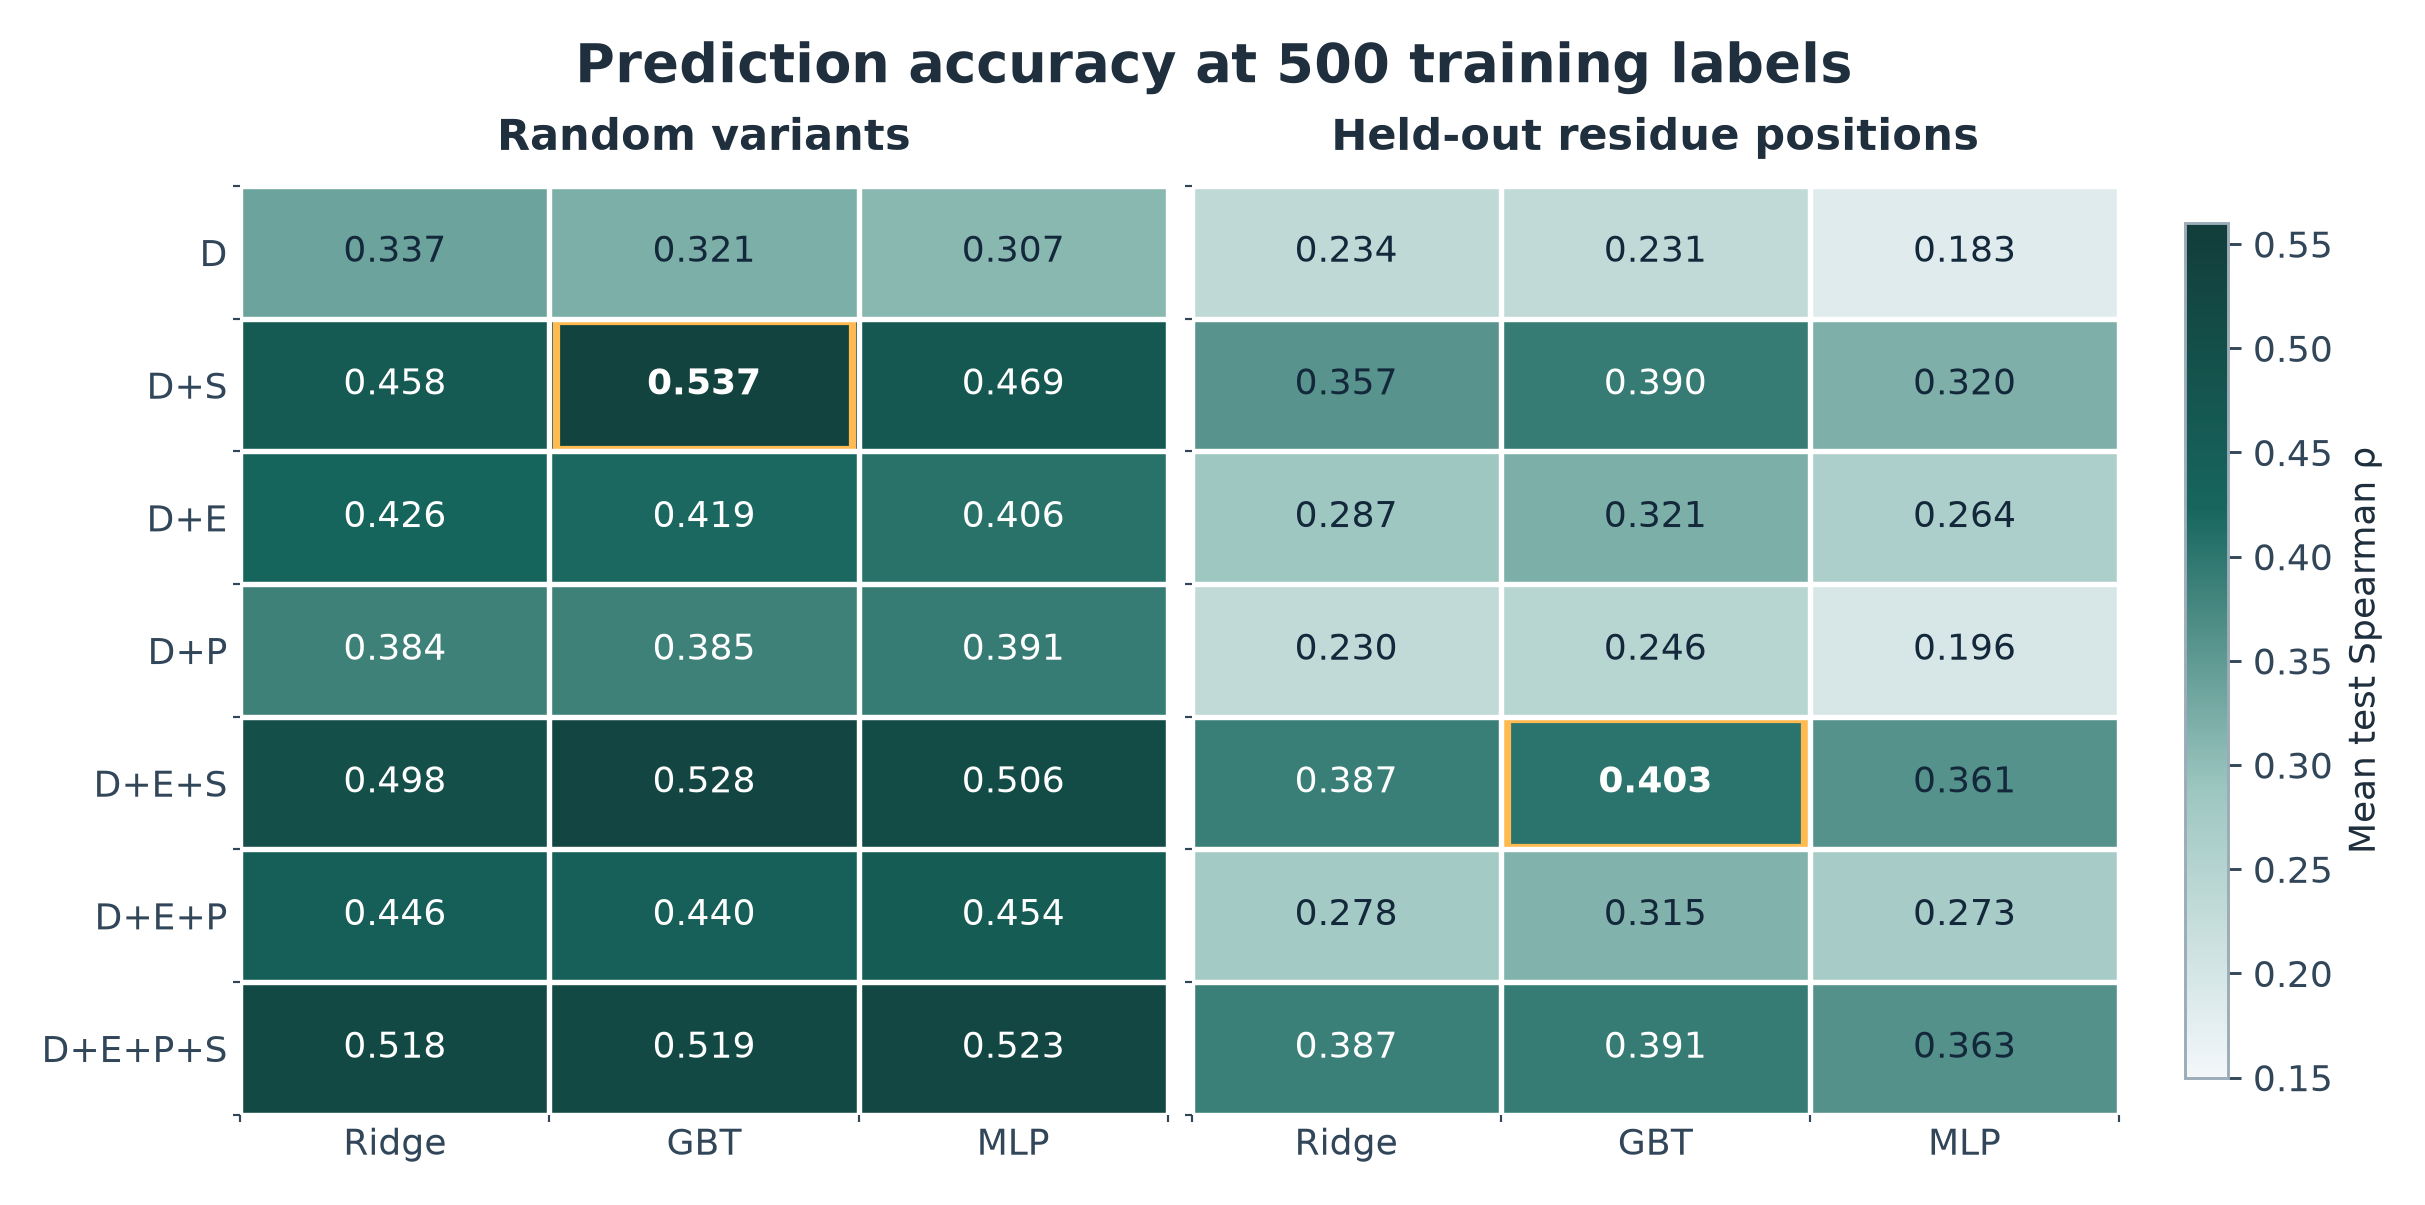 Prediction accuracy at 500 training labels
Random variants
Held-out residue positions
D 0.337 0.321 0.307 0.234 0.231 0.183
D+S 0.458 0.537 0.469 0.357 0.390 0.320
D+E 0.426 0.419 0.406 0.287 0.321 0.264
D+P 0.384 0.385 0.391 0.230 0.246 0.196
D+E+S 0.498 0.528 0.506 0.387 0.403 0.361
D+E+P 0.446 0.440 0.454 0.278 0.315 0.273
D+E+P+S 0.518 0.519 0.523 0.387 0.391 0.363
Ridge GBT MLP Ridge GBT MLP
0.55
0.50
0.45
0.40
0.35
0.30
0.25
0.20
0.15
Mean test Spearman ρ